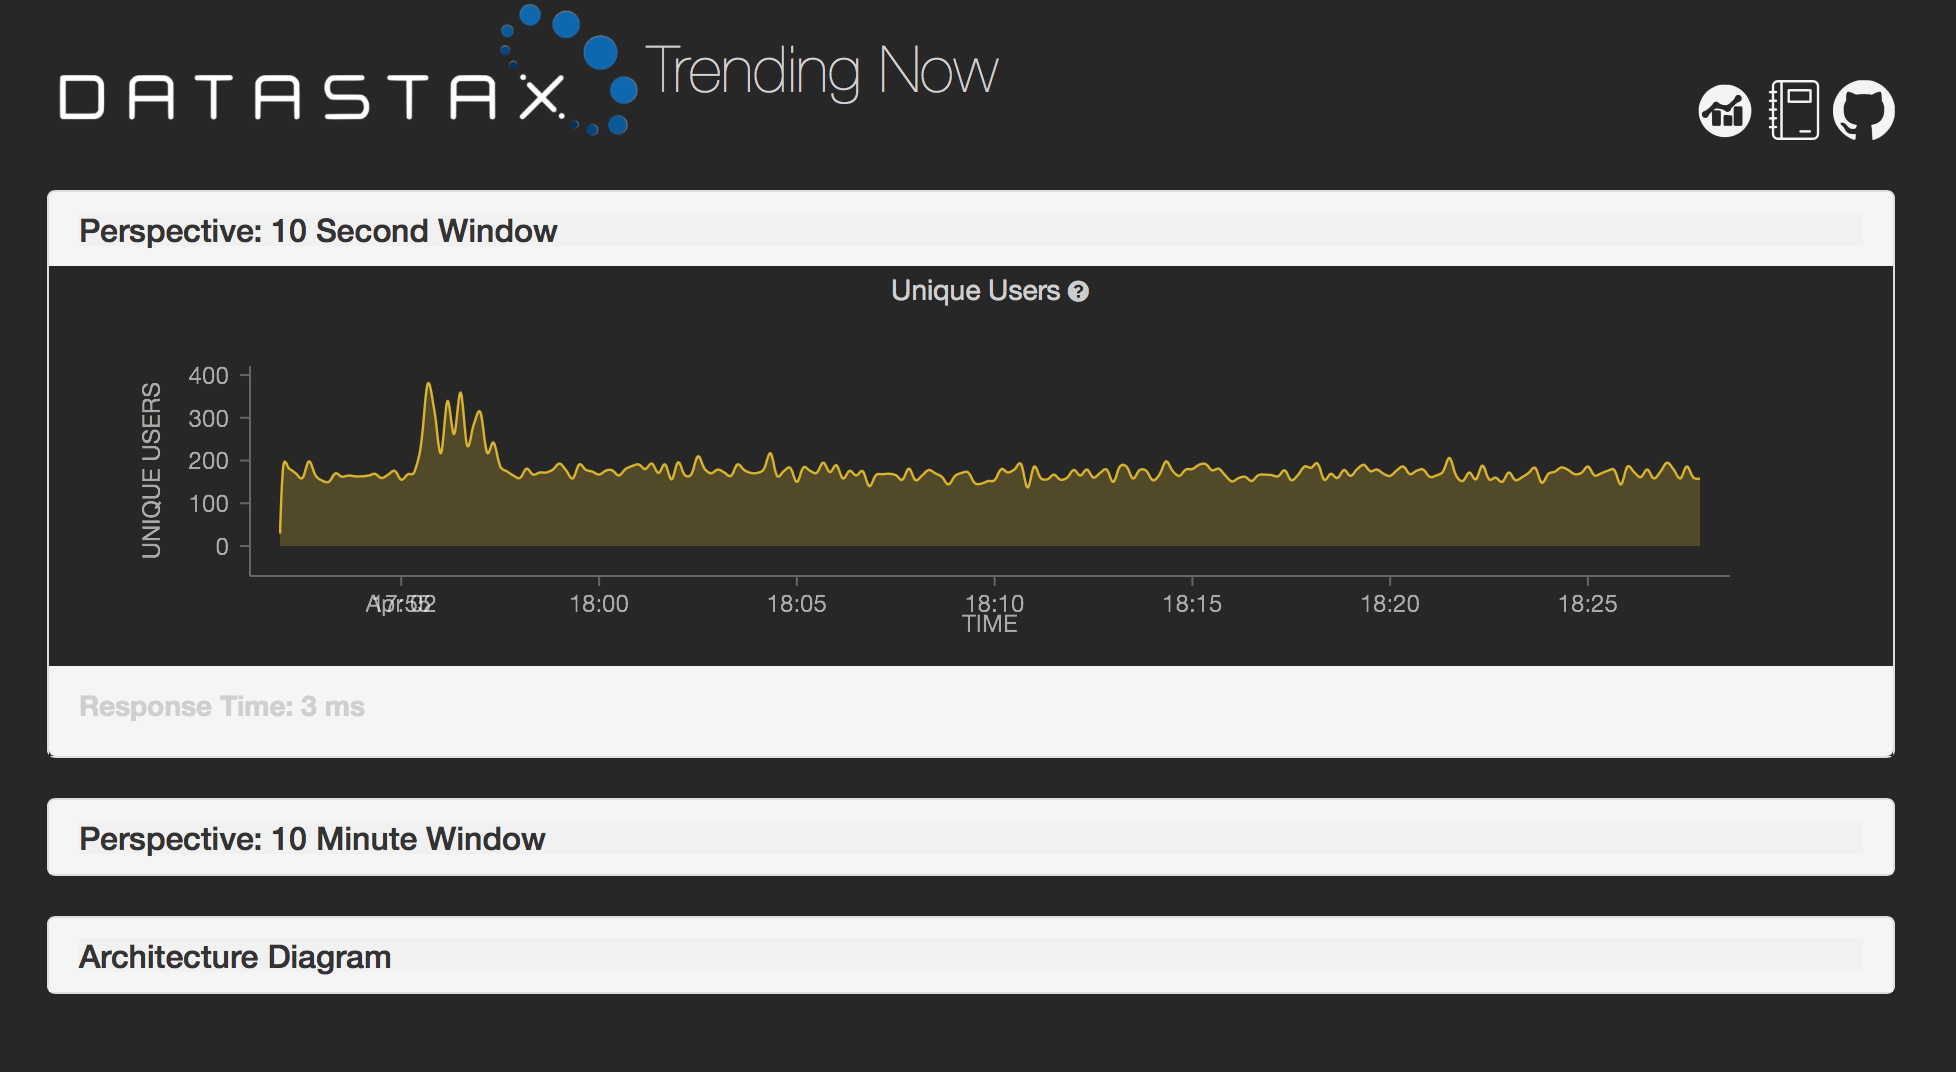 DATASTAX Trending Now
Perspective: 10 Second Window
Unique Users ?
UNIQUE USERS
400
300
200
100
0
Apr 02 17:55 18:00 18:05 18:10 18:15 18:20 18:25
TIME
Response Time: 3 ms
Perspective: 10 Minute Window
Architecture Diagram